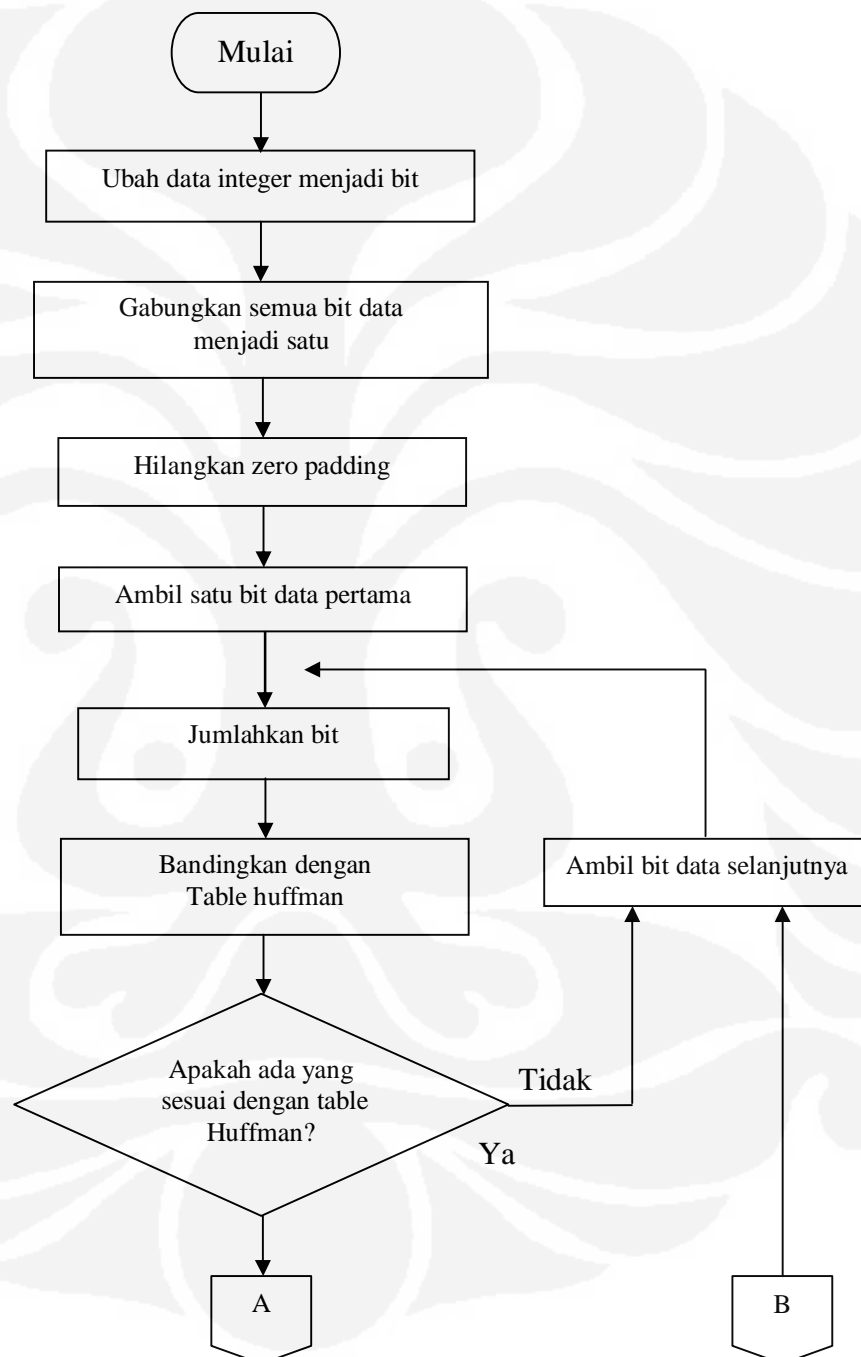 Mulai
Ubah data integer menjadi bit
Gabungkan semua bit data
menjadi satu
Hilangkan zero padding
Ambil satu bit data pertama
Jumlahkan bit
Bandingkan dengan
Table huffman
Ambil bit data selanjutnya
Apakah ada yang
sesuai dengan table
Huffman?
Tidak
Ya
A
B